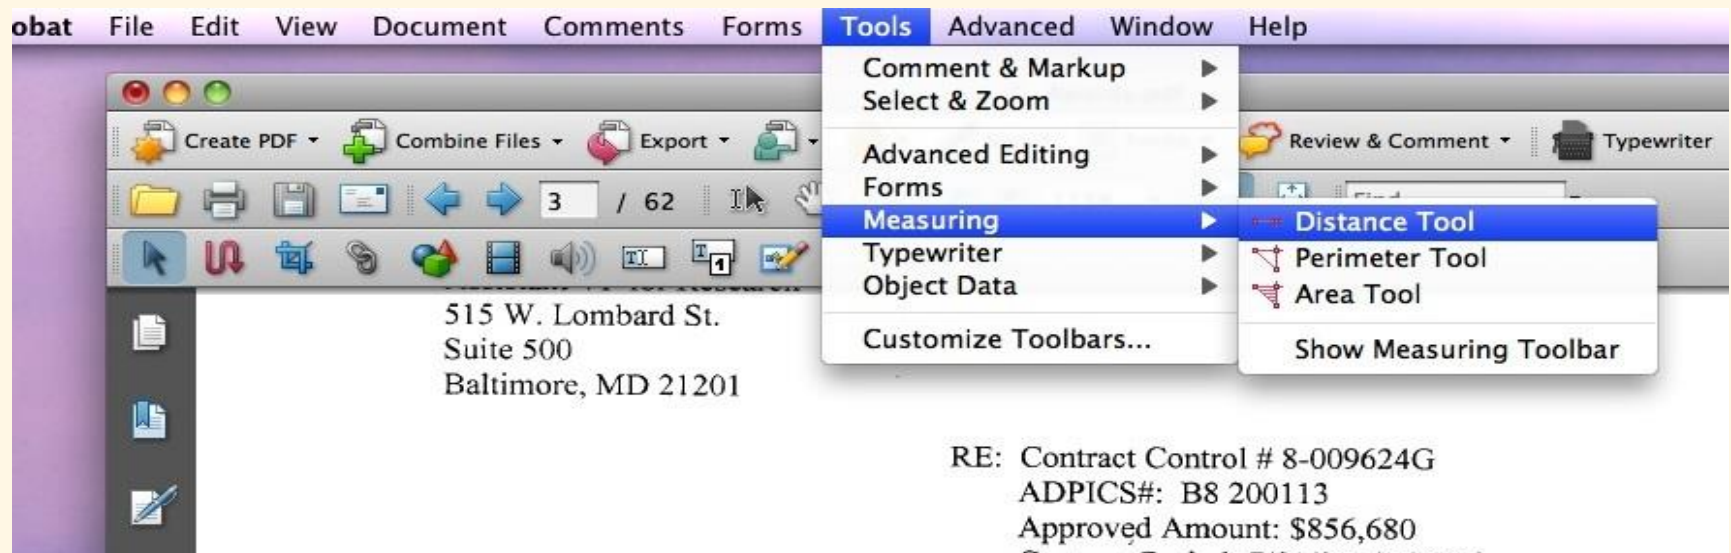 obat File Edit View Document Comments Forms Tools Advanced Window Help
Comment & Markup
Select & Zoom
Advanced Editing
Forms
Measuring
Typewriter
Object Data
Customize Toolbars...
Distance Tool
Perimeter Tool
Area Tool
Show Measuring Toolbar
Create PDF Combine Files Export Review & Comment Typewriter
3 / 62 Find
515 W. Lombard St.
Suite 500
Baltimore, MD 21201
RE: Contract Control # 8-009624G
ADPICS#: B8 200113
Approved Amount: $856,680